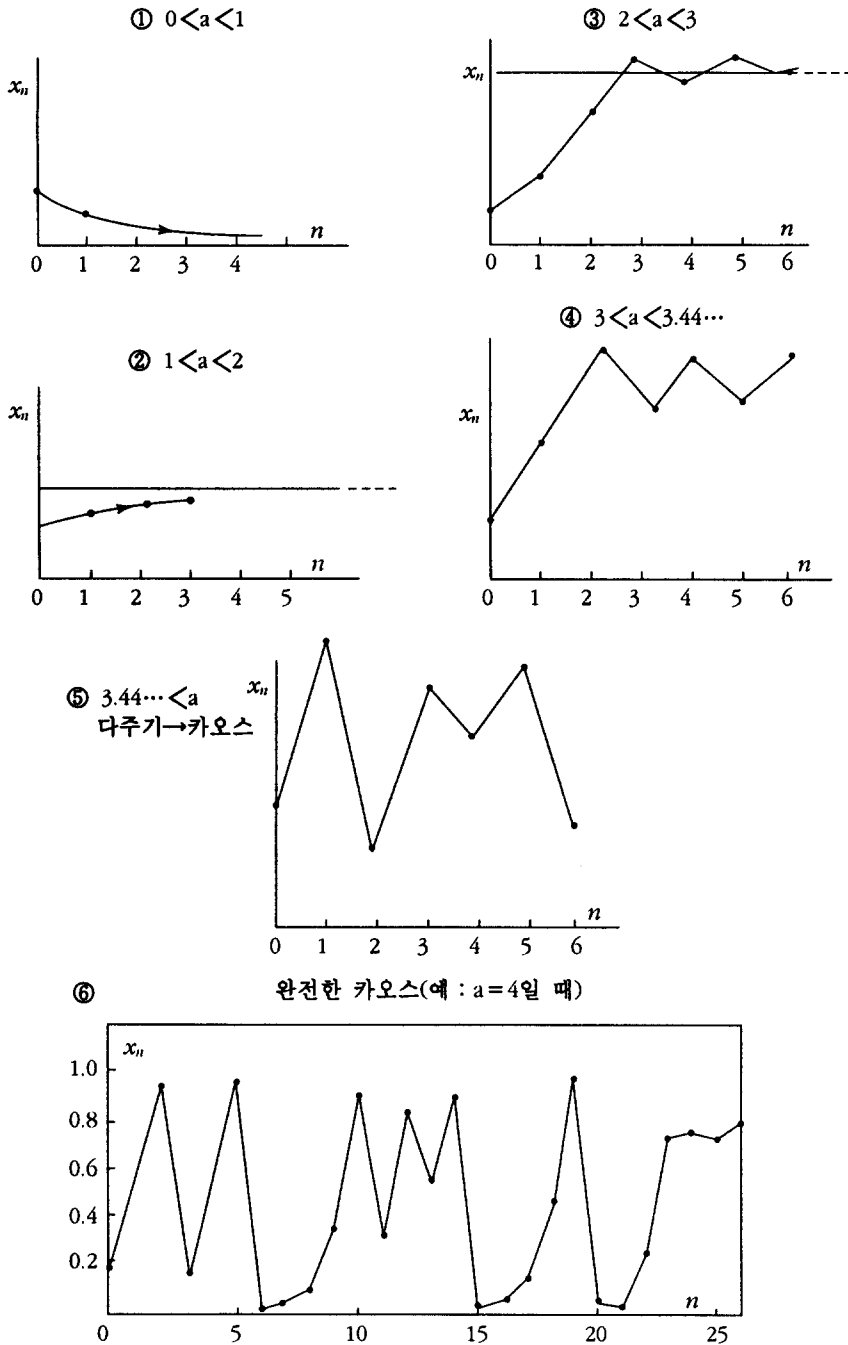 ① 0<a<1
x_n
n
0 1 2 3 4
② 1<a<2
x_n
n
0 1 2 3 4 5
③ 2<a<3
x_n
n
0 1 2 3 4 5 6
④ 3<a<3.44…
x_n
n
0 1 2 3 4 5 6
⑤ 3.44…<a
다주기→카오스
x_n
n
0 1 2 3 4 5 6
⑥ 완전한 카오스(예 : a=4일 때)
x_n
1.0
0.8
0.6
0.4
0.2
n
0 5 10 15 20 25